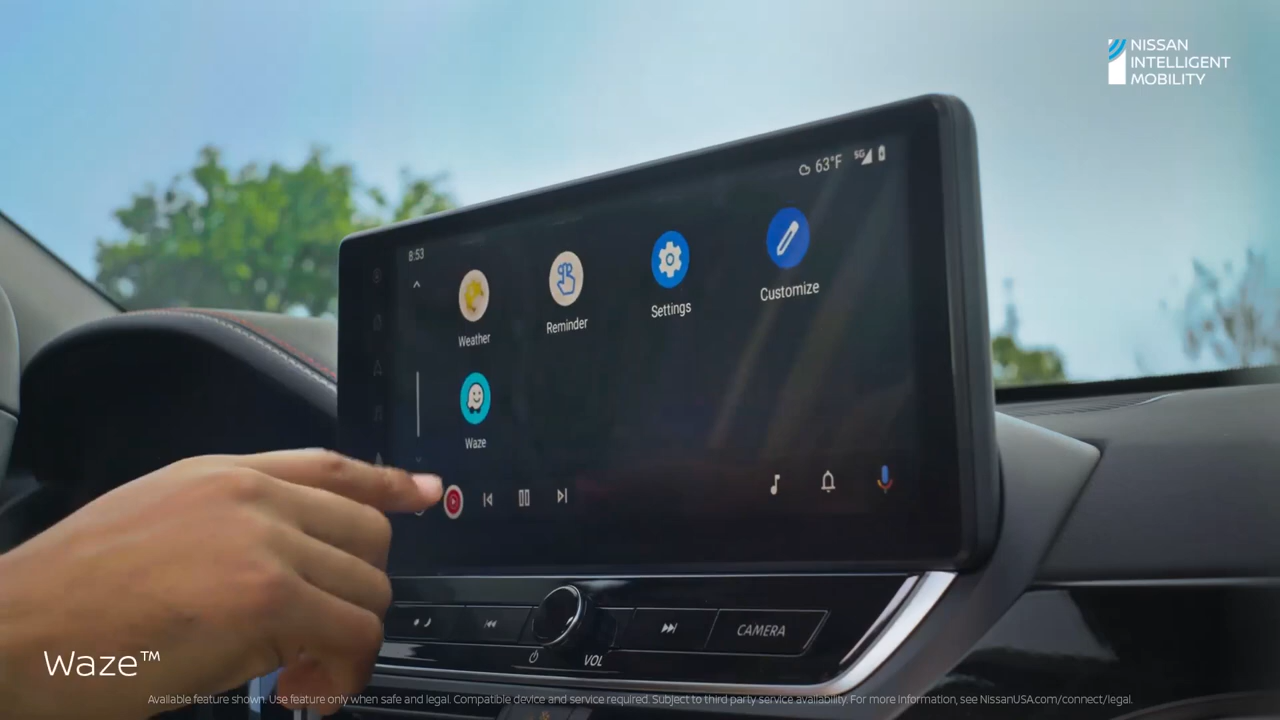 NISSAN
INTELLIGENT
MOBILITY
63°F
5G
8:53
Weather
Reminder
Settings
Customize
Waze
CAMERA
VOL
Waze™
Available feature shown. Use feature only when safe and legal. Compatible device and service required. Subject to third party service availability. For more information, see NissanUSA.com/connect/legal.